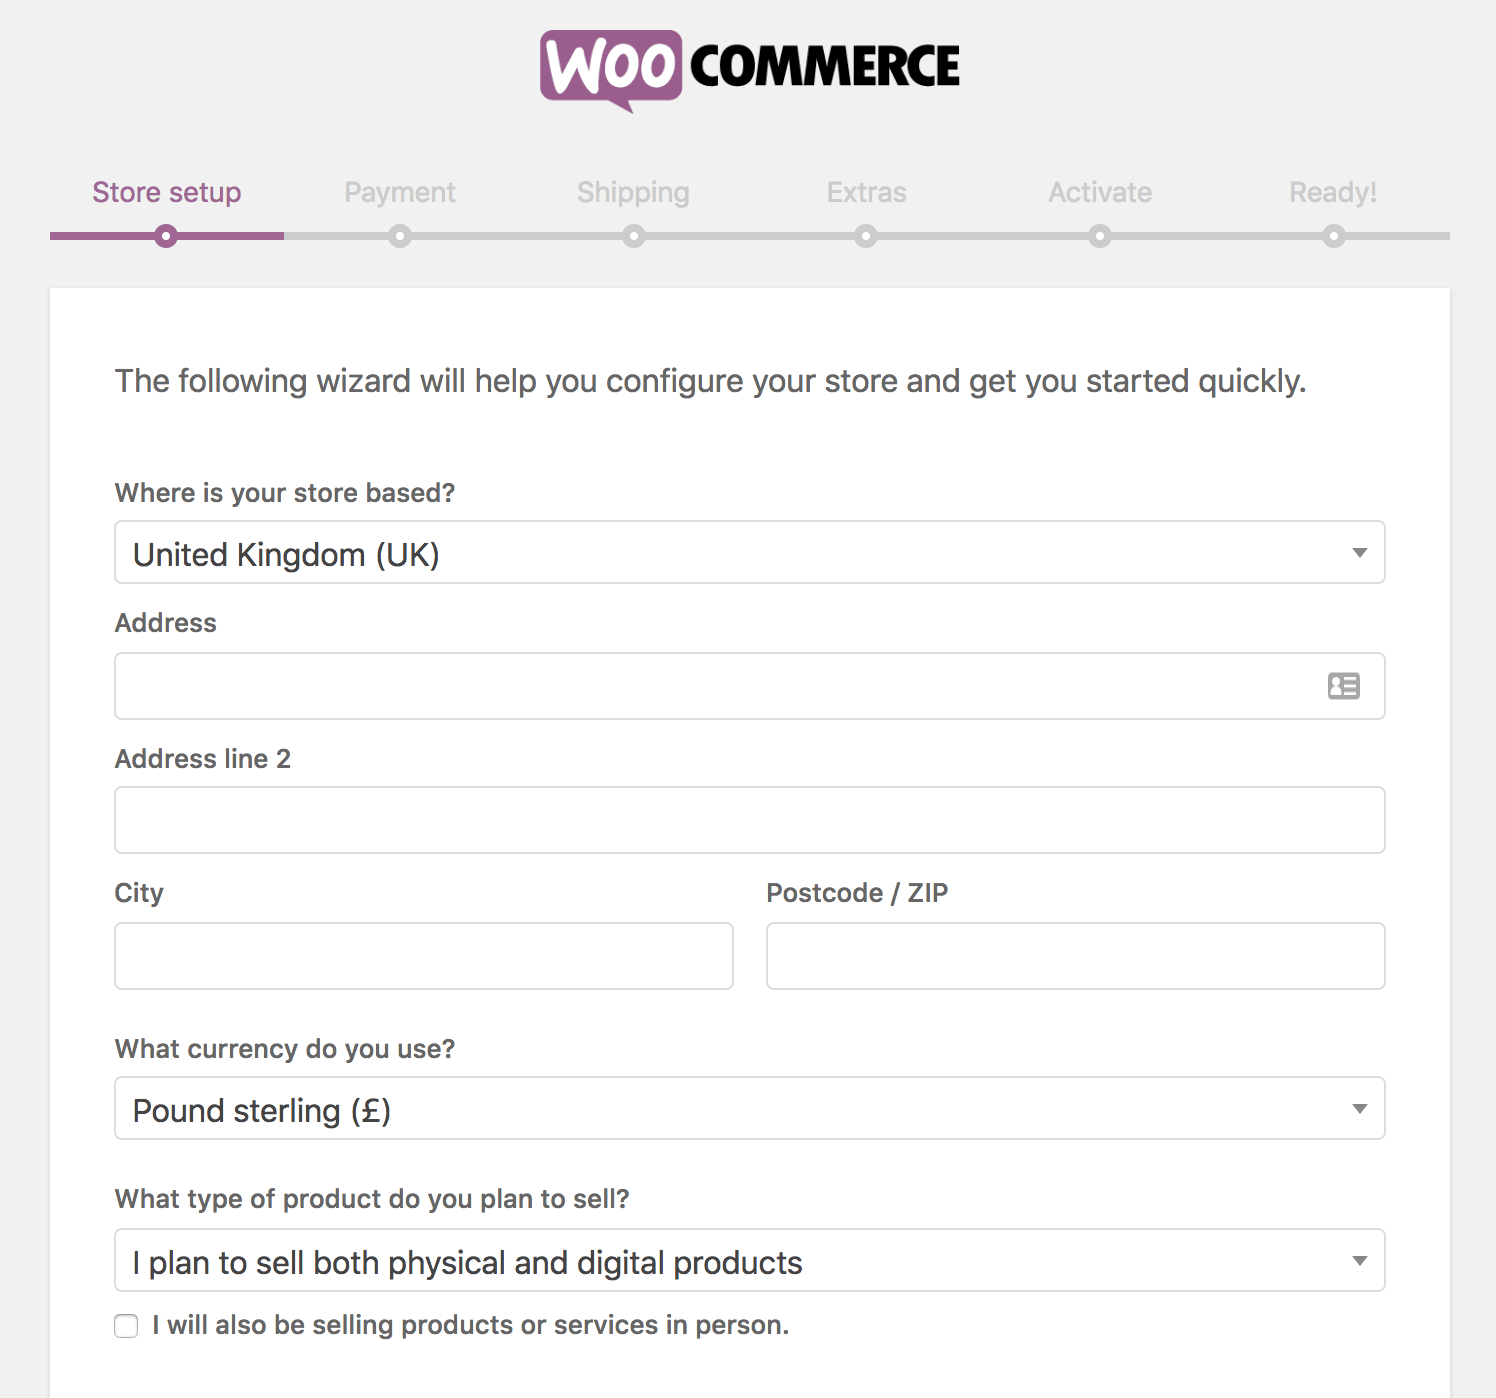 WOO COMMERCE
Store setup Payment Shipping Extras Activate Ready!
The following wizard will help you configure your store and get you started quickly.
Where is your store based?
United Kingdom (UK)
Address
Address line 2
City Postcode / ZIP
What currency do you use?
Pound sterling (£)
What type of product do you plan to sell?
I plan to sell both physical and digital products
I will also be selling products or services in person.